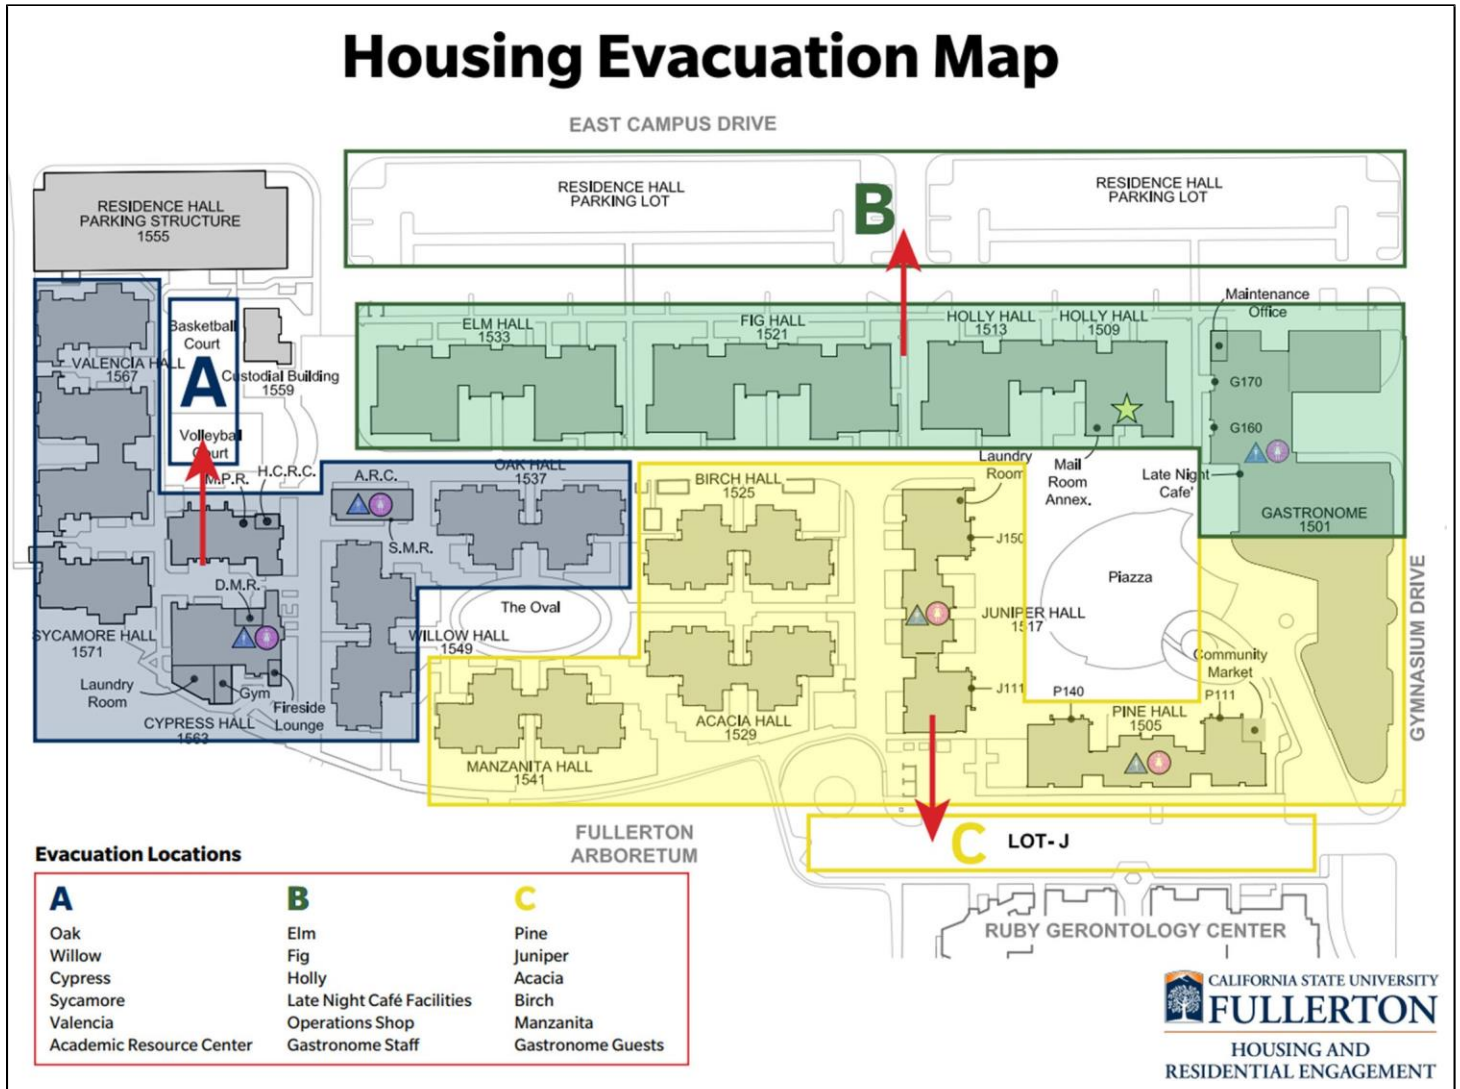 Housing Evacuation Map
EAST CAMPUS DRIVE
RESIDENCE HALL
PARKING STRUCTURE
1555
RESIDENCE HALL
PARKING LOT
B
RESIDENCE HALL
PARKING LOT
Basketball
Court
A
Volleyball
Court
VALENCIA HALL
1567
Custodial Building
1559
ELM HALL
1533
FIG HALL
1521
HOLLY HALL
1513
HOLLY HALL
1509
Maintenance
Office
G170
G160
Late Night
Cafe'
GASTRONOME
1501
Mail
Room
Annex.
Laundry
Room
M.P.R.
H.C.R.C.
A.R.C.
S.M.R.
OAK HALL
1537
BIRCH HALL
1525
J150
D.M.R.
The Oval
Piazza
JUNIPER HALL
1517
SYCAMORE HALL
1571
WILLOW HALL
1549
Laundry
Room
Gym
Fireside
Lounge
CYPRESS HALL
1563
ACACIA HALL
1529
MANZANITA HALL
1541
J111
P140
PINE HALL
1505
P111
Community
Market
GYMNASIUM DRIVE
FULLERTON
ARBORETUM
C
LOT- J
RUBY GERONTOLOGY CENTER
Evacuation Locations
A
Oak
Willow
Cypress
Sycamore
Valencia
Academic Resource Center
B
Elm
Fig
Holly
Late Night Café Facilities
Operations Shop
Gastronome Staff
C
Pine
Juniper
Acacia
Birch
Manzanita
Gastronome Guests
CALIFORNIA STATE UNIVERSITY
FULLERTON
HOUSING AND
RESIDENTIAL ENGAGEMENT